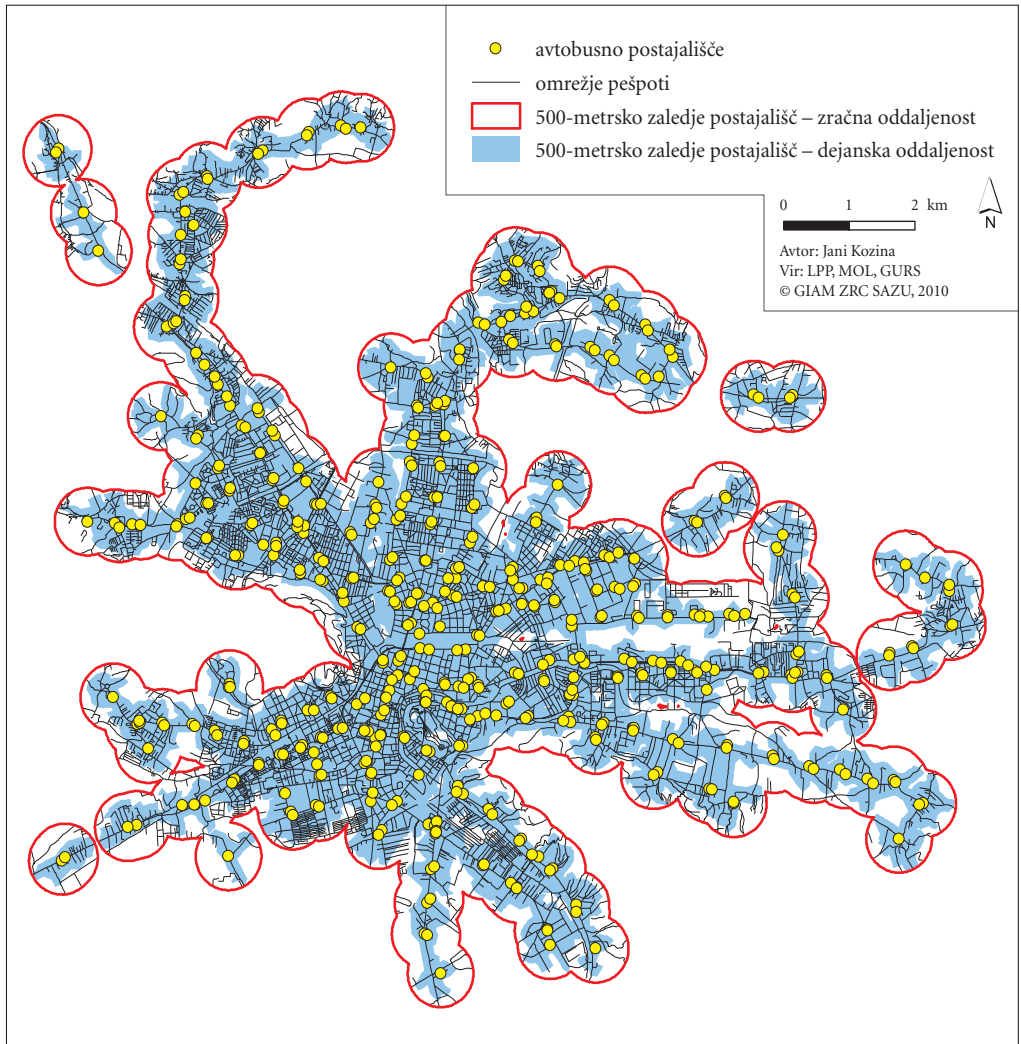 avtobusno postajališče
omrežje pešpoti
500-metrsko zaledje postajališč – zračna oddaljenost
500-metrsko zaledje postajališč – dejanska oddaljenost
0 1 2 km
N
Avtor: Jani Kozina
Vir: LPP, MOL, GURS
© GIAM ZRC SAZU, 2010